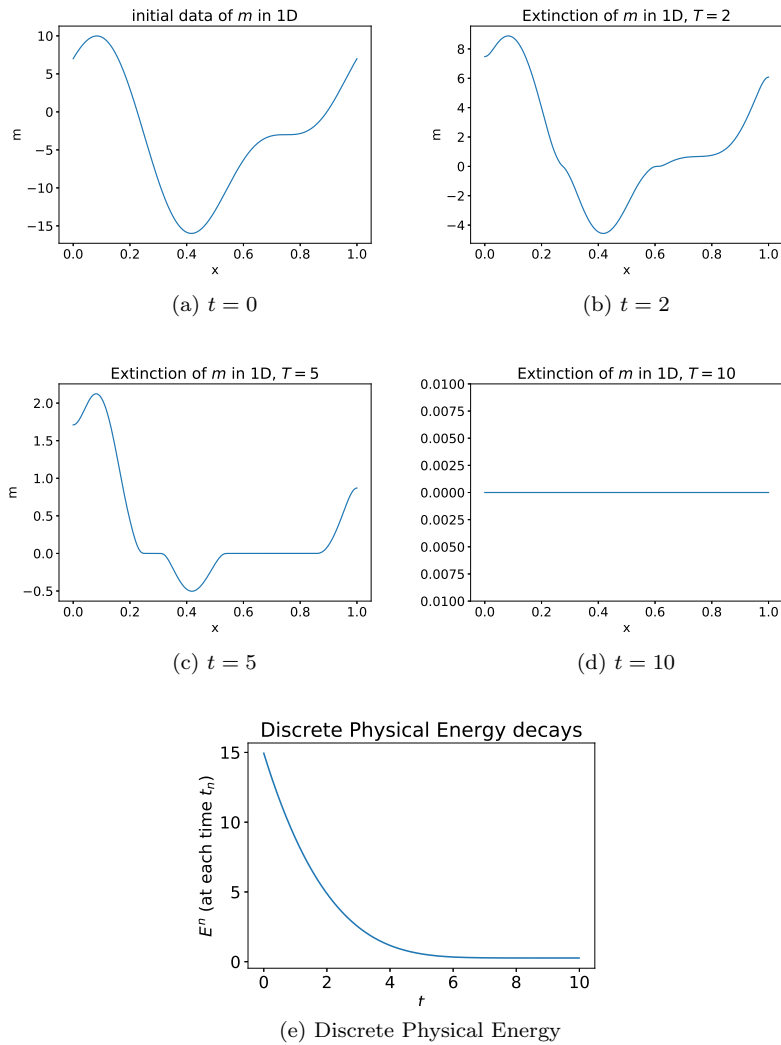 initial data of m in 1D
m
10
5
0
−5
−10
−15
0.0 0.2 0.4 0.6 0.8 1.0
x
(a) t = 0
Extinction of m in 1D, T = 2
m
8
6
4
2
0
−2
−4
0.0 0.2 0.4 0.6 0.8 1.0
x
(b) t = 2
Extinction of m in 1D, T = 5
m
2.0
1.5
1.0
0.5
0.0
−0.5
0.0 0.2 0.4 0.6 0.8 1.0
x
(c) t = 5
Extinction of m in 1D, T = 10
0.0100
0.0075
0.0050
0.0025
0.0000
0.0025
0.0050
0.0075
0.0100
0.0 0.2 0.4 0.6 0.8 1.0
x
(d) t = 10
Discrete Physical Energy decays
E^n (at each time t_n)
15
10
5
0
0 2 4 6 8 10
t
(e) Discrete Physical Energy